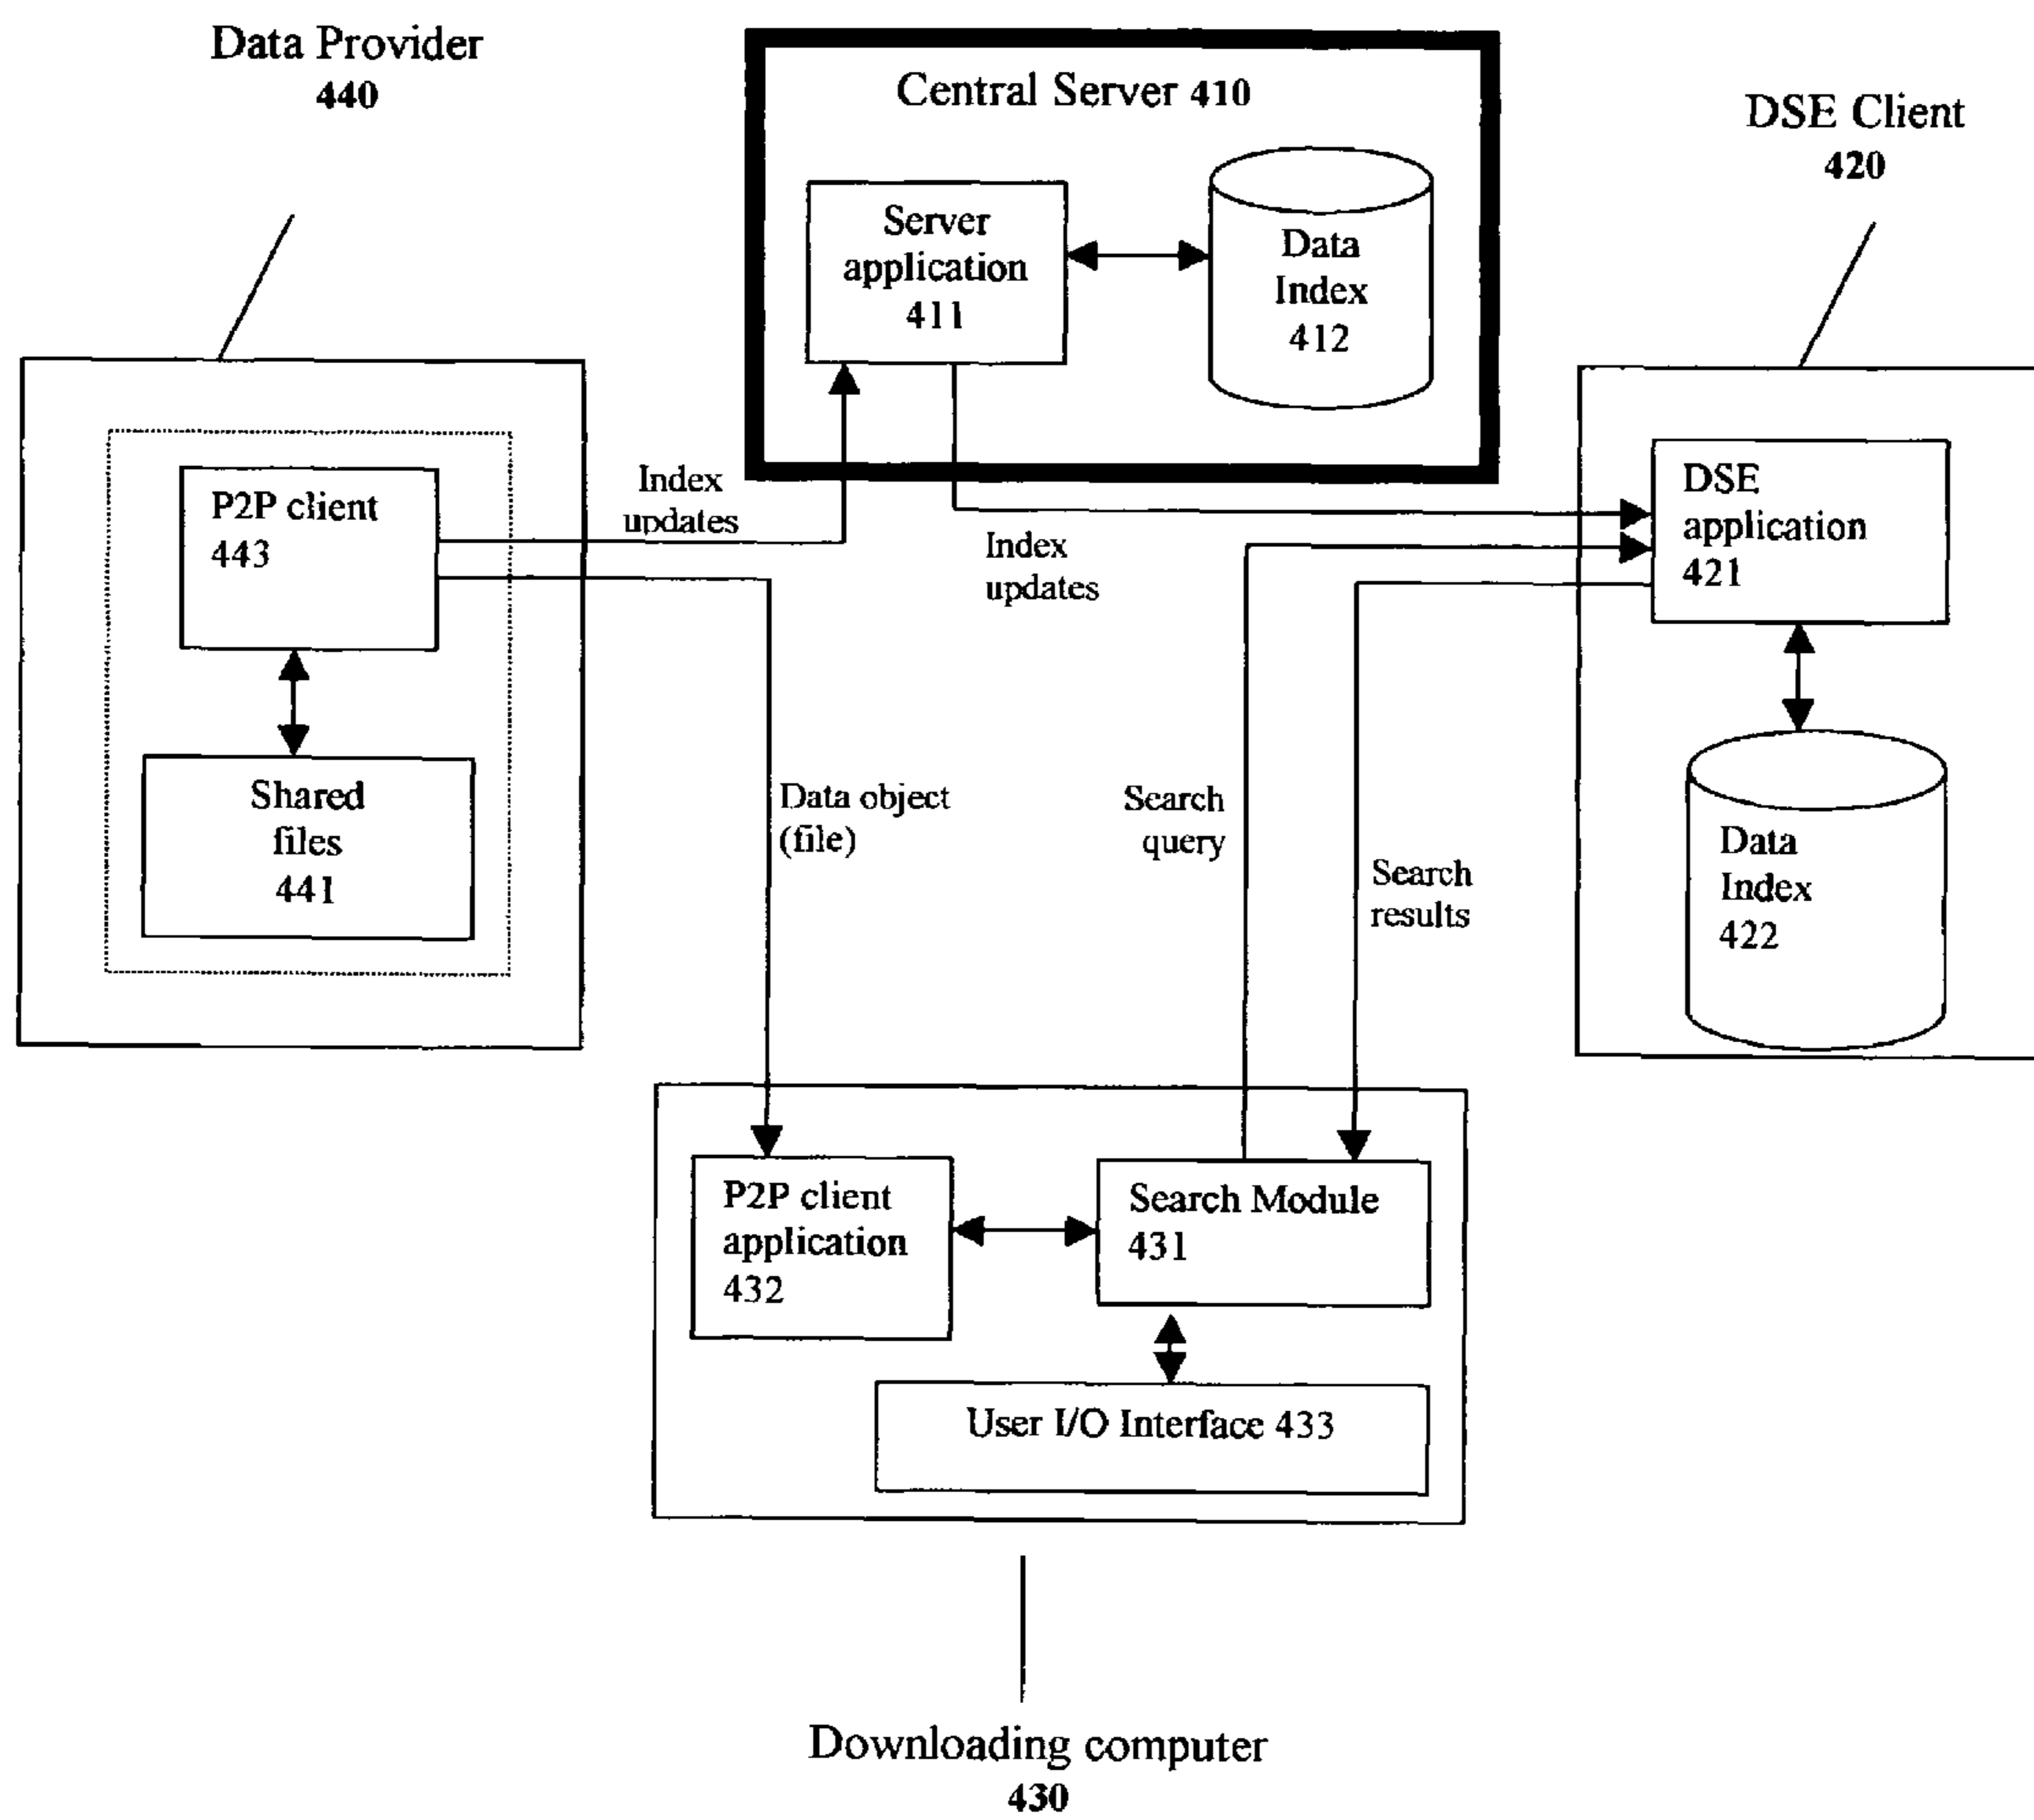 Data Provider
440
Central Server 410
DSE Client
420
Server
application
411
Data
Index
412
P2P client
443
Index
updates
Index
updates
DSE
application
421
Shared
files
441
Data object
(file)
Search
query
Search
results
Data
Index
422
P2P client
application
432
Search Module
431
User I/O Interface 433
Downloading computer
430